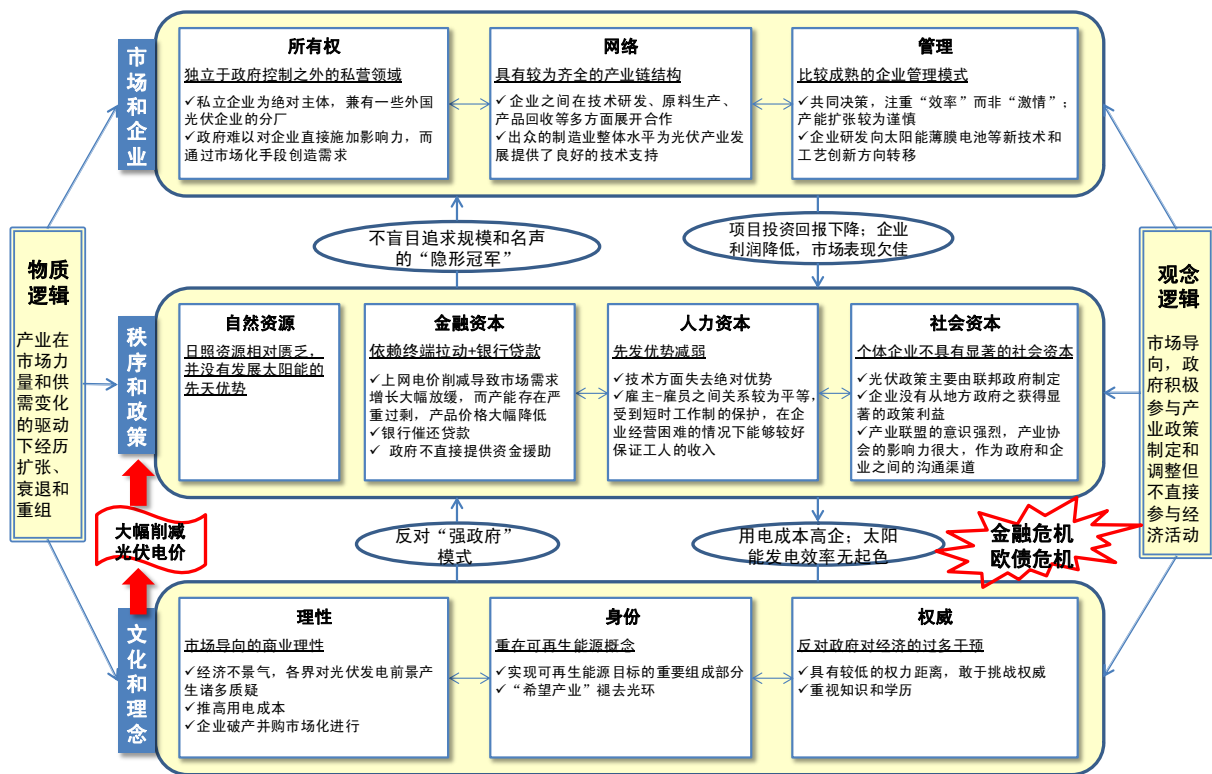 市场和企业
所有权
独立于政府控制之外的私营领域
✓私立企业为绝对主体，兼有一些外国
光伏企业的分厂
✓政府难以对企业直接施加影响力，而
通过市场化手段创造需求
网络
具有较为齐全的产业链结构
✓企业之间在技术研发、原料生产、
产品回收等多方面展开合作
✓出众的制造业整体水平为光伏产业发
展提供了良好的技术支持
管理
比较成熟的企业管理模式
✓共同决策，注重“效率”而非“激情”；
产能扩张较为谨慎
✓企业研发向太阳能薄膜电池等新技术和
工艺创新方向转移
不盲目追求规模和名声
的“隐形冠军”
项目投资回报下降；企业
利润降低，市场表现欠佳
物质
逻辑
产业在
市场力
量和供
需变化
的驱动
下经历
扩张、
衰退和
重组
观念
逻辑
市场导
向，政
府积极
参与产
业政策
制定和
调整但
不直接
参与经
济活动
秩序和政策
自然资源
日照资源相对匮乏，
并没有发展太阳能的
先天优势
金融资本
依赖终端拉动+银行贷款
✓上网电价削减导致市场需求
增长大幅放缓，而产能存在严
重过剩，产品价格大幅降低
✓银行催还贷款
✓ 政府不直接提供资金援助
人力资本
先发优势减弱
✓技术方面失去绝对优势
✓雇主-雇员之间关系较为平等，
受到短时工作制的保护，在企
业经营困难的情况下能够较好
保证工人的收入
社会资本
个体企业不具有显著的社会资本
✓光伏政策主要由联邦政府制定
✓企业没有从地方政府之获得显
著的政策利益
✓产业联盟的意识强烈，产业协
会的影响力很大，作为政府和企
业之间的沟通渠道
大幅削减
光伏电价
反对“强政府”
模式
用电成本高企；太阳
能发电效率无起色
金融危机
欧债危机
文化和理念
理性
市场导向的商业理性
✓经济不景气，各界对光伏发电前景产
生诸多质疑
✓推高用电成本
✓企业破产并购市场化进行
身份
重在可再生能源概念
✓实现可再生能源目标的重要组成部分
✓“希望产业”褪去光环
权威
反对政府对经济的过多干预
✓具有较低的权力距离，敢于挑战权威
✓重视知识和学历